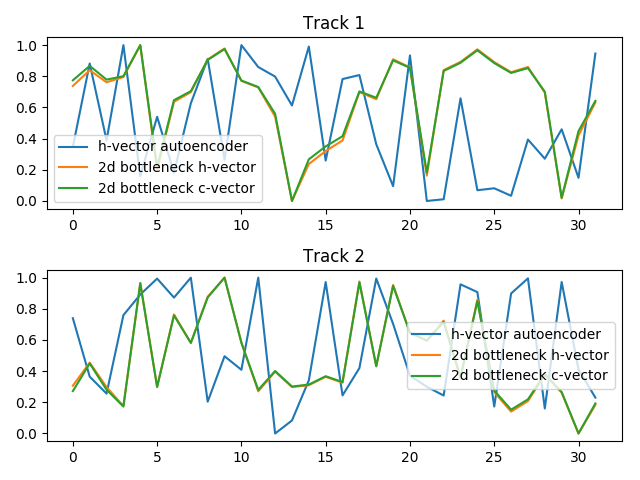 Track 1
1.0
0.8
0.6
0.4
0.2
0.0
h-vector autoencoder
2d bottleneck h-vector
2d bottleneck c-vector
0 5 10 15 20 25 30
Track 2
1.0
0.8
0.6
0.4
0.2
0.0
h-vector autoencoder
2d bottleneck h-vector
2d bottleneck c-vector
0 5 10 15 20 25 30